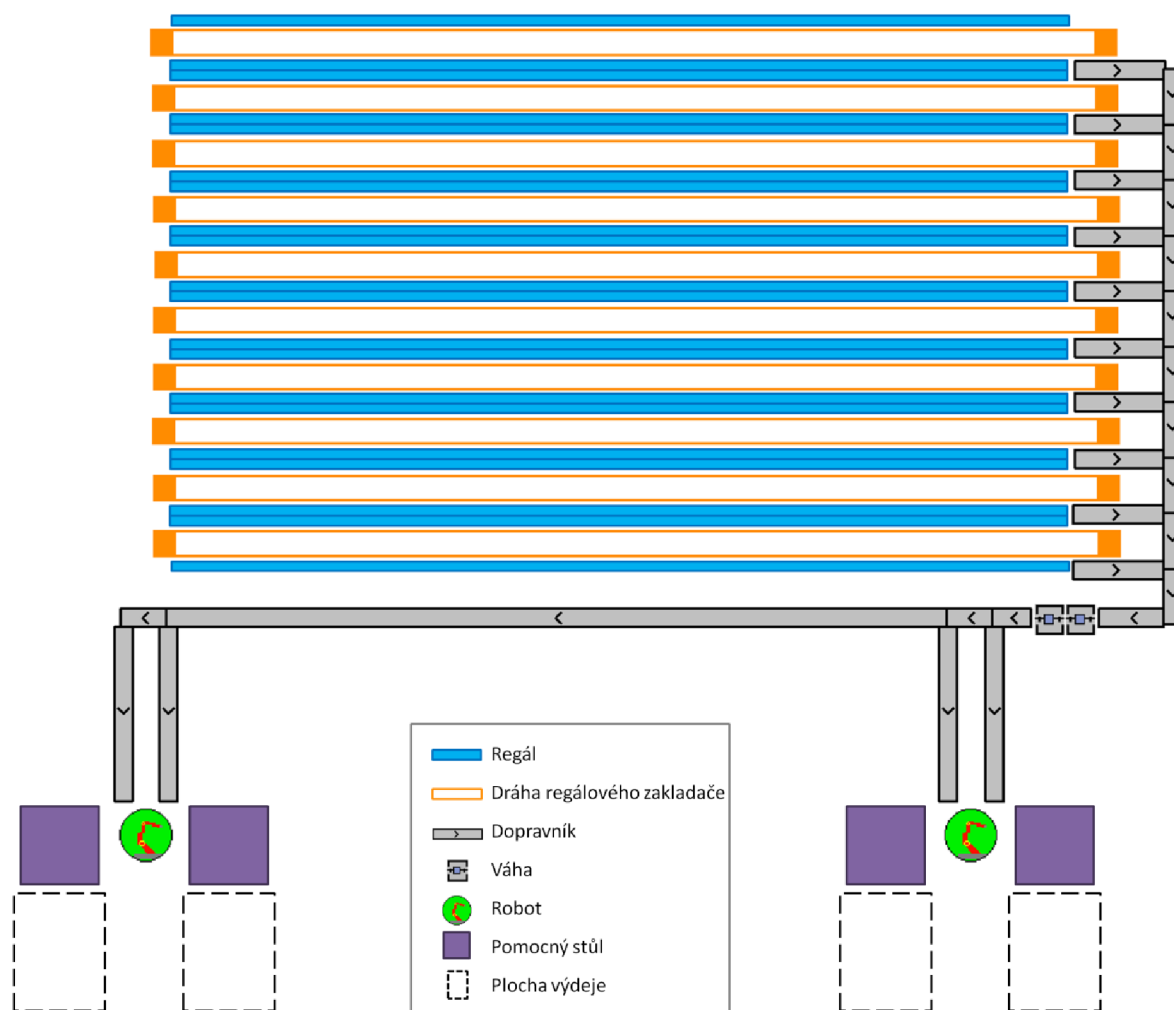 Regál
Dráha regálového zakladače
Dopravník
Váha
Robot
Pomocný stůl
Plocha výdeje